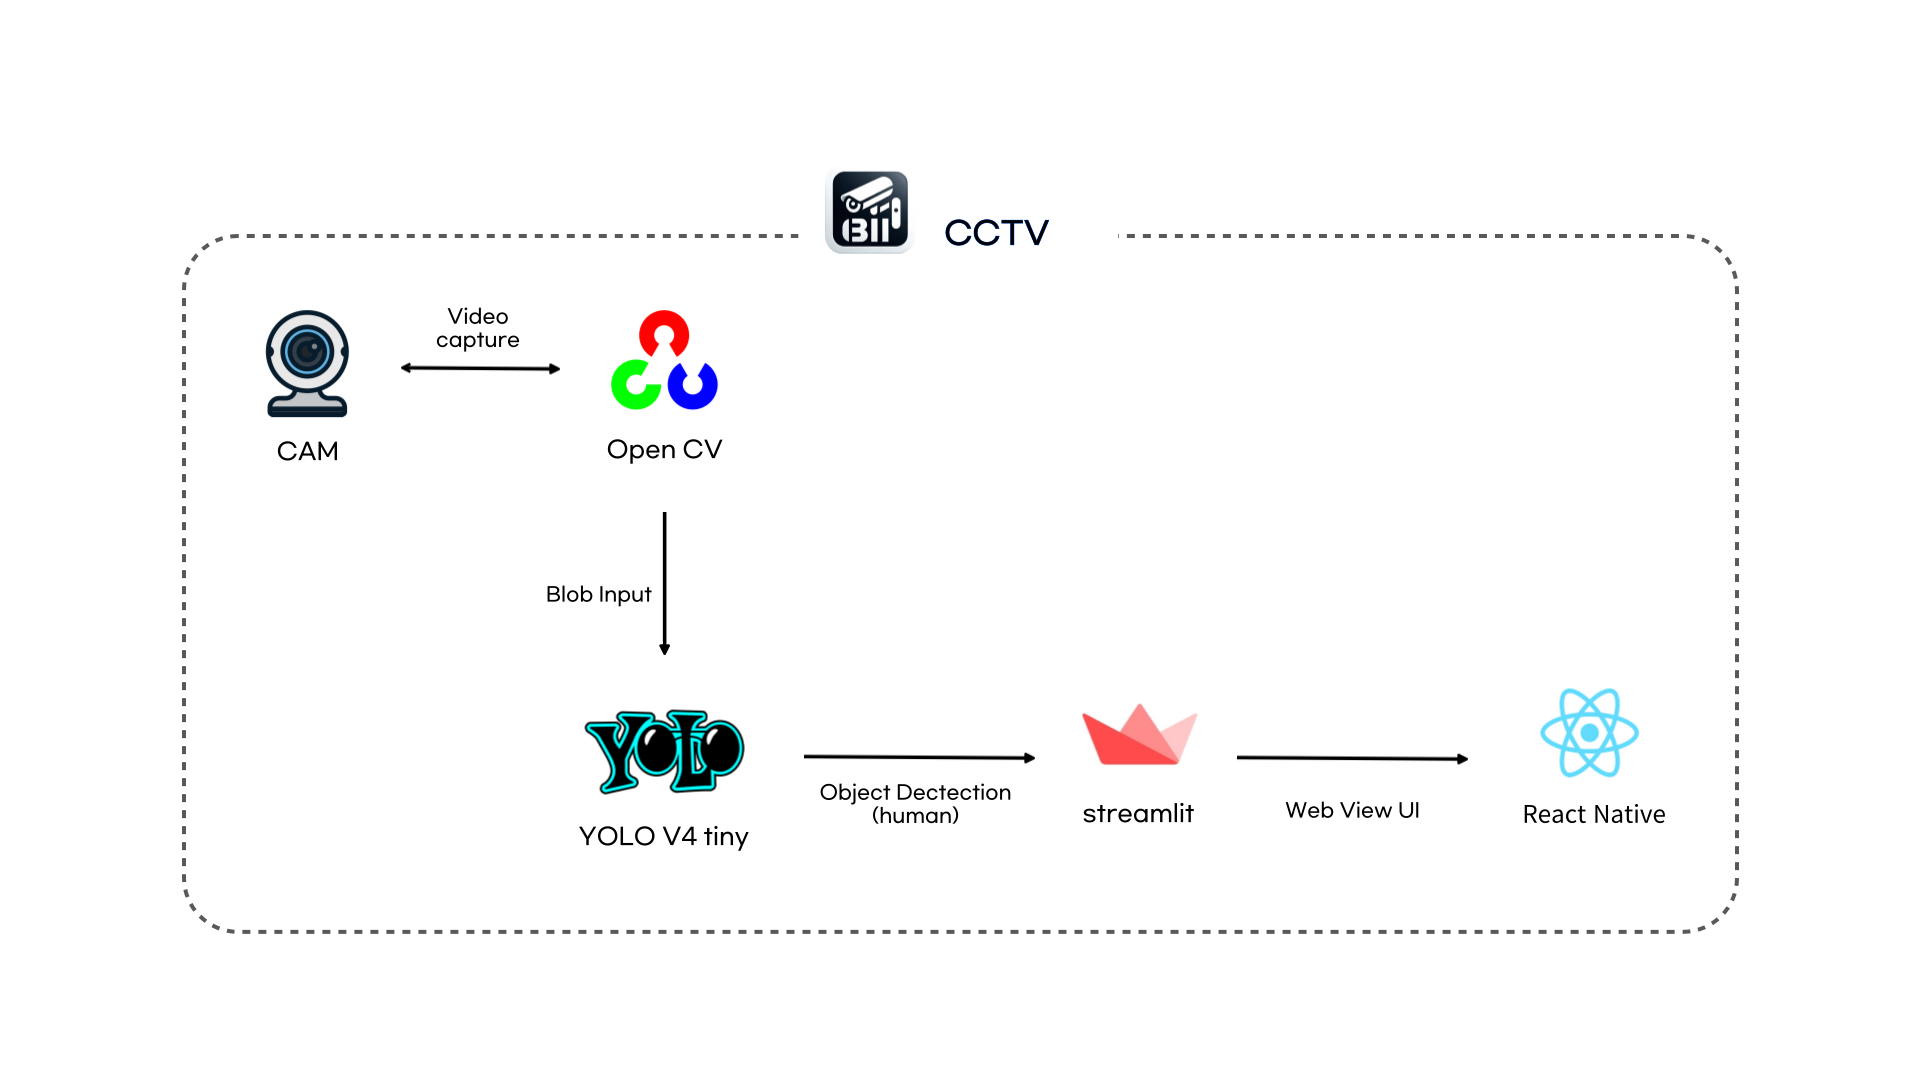 BII
CCTV
Video
capture
CAM
Open CV
Blob Input
YOLO
YOLO V4 tiny
Object Dectection
(human)
streamlit
Web View UI
React Native